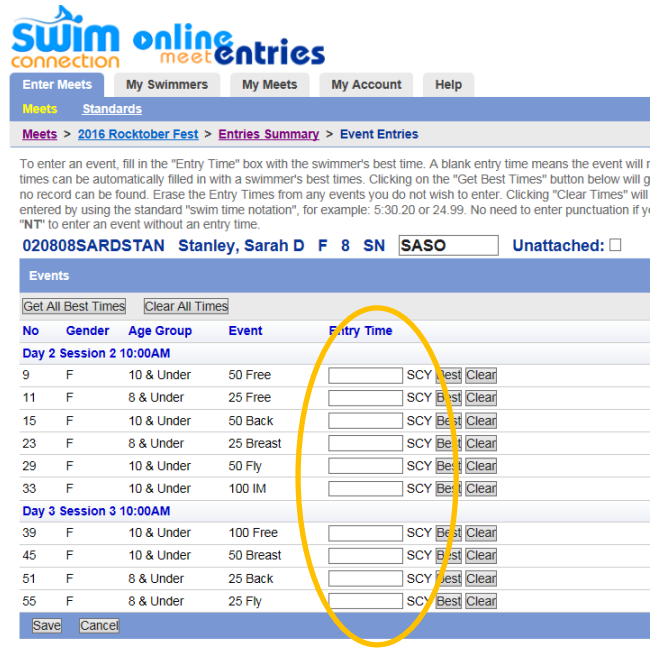 swim connection online meet entries
Enter Meets My Swimmers My Meets My Account Help
Meets Standards
Meets > 2016 Rocktober Fest > Entries Summary > Event Entries
To enter an event, fill in the "Entry Time" box with the swimmer's best time. A blank entry time means the event will
times can be automatically filled in with a swimmer's best times. Clicking on the "Get Best Times" button below will
no record can be found. Erase the Entry Times from any events you do not wish to enter. Clicking "Clear Times" will
entered by using the standard "swim time notation", for example: 5:30.20 or 24.99. No need to enter punctuation if
"NT" to enter an event without an entry time.
020808SARDSTAN Stanley, Sarah D F 8 SN SASO Unattached:
Events
Get All Best Times Clear All Times
No Gender Age Group Event Entry Time
Day 2 Session 2 10:00AM
9 F 10 & Under 50 Free SCY Best Clear
11 F 8 & Under 25 Free SCY Best Clear
15 F 10 & Under 50 Back SCY Best Clear
23 F 8 & Under 25 Breast SCY Best Clear
29 F 10 & Under 50 Fly SCY Best Clear
33 F 10 & Under 100 IM SCY Best Clear
Day 3 Session 3 10:00AM
39 F 10 & Under 100 Free SCY Best Clear
45 F 10 & Under 50 Breast SCY Best Clear
51 F 8 & Under 25 Back SCY Best Clear
55 F 8 & Under 25 Fly SCY Best Clear
Save Cancel